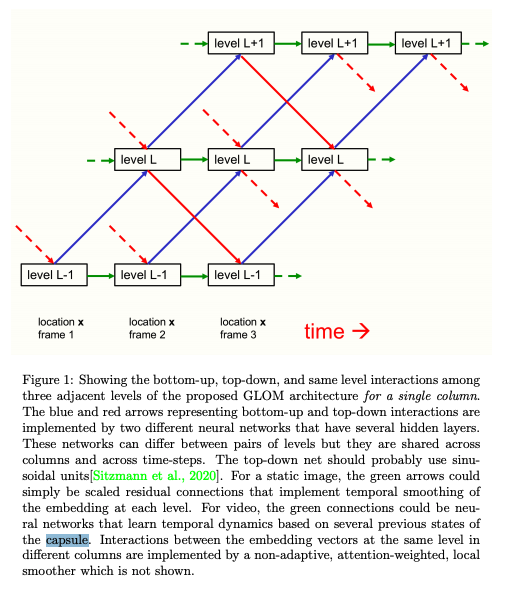 level L+1 level L+1 level L+1
level L level L level L
level L-1 level L-1 level L-1
location x location x location x
frame 1 frame 2 frame 3
time →
Figure 1: Showing the bottom-up, top-down, and same level interactions among
three adjacent levels of the proposed GLOM architecture for a single column.
The blue and red arrows representing bottom-up and top-down interactions are
implemented by two different neural networks that have several hidden layers.
These networks can differ between pairs of levels but they are shared across
columns and across time-steps. The top-down net should probably use sinu-
soidal units[Sitzmann et al., 2020]. For a static image, the green arrows could
simply be scaled residual connections that implement temporal smoothing of
the embedding at each level. For video, the green connections could be neu-
ral networks that learn temporal dynamics based on several previous states of
the capsule. Interactions between the embedding vectors at the same level in
different columns are implemented by a non-adaptive, attention-weighted, local
smoother which is not shown.